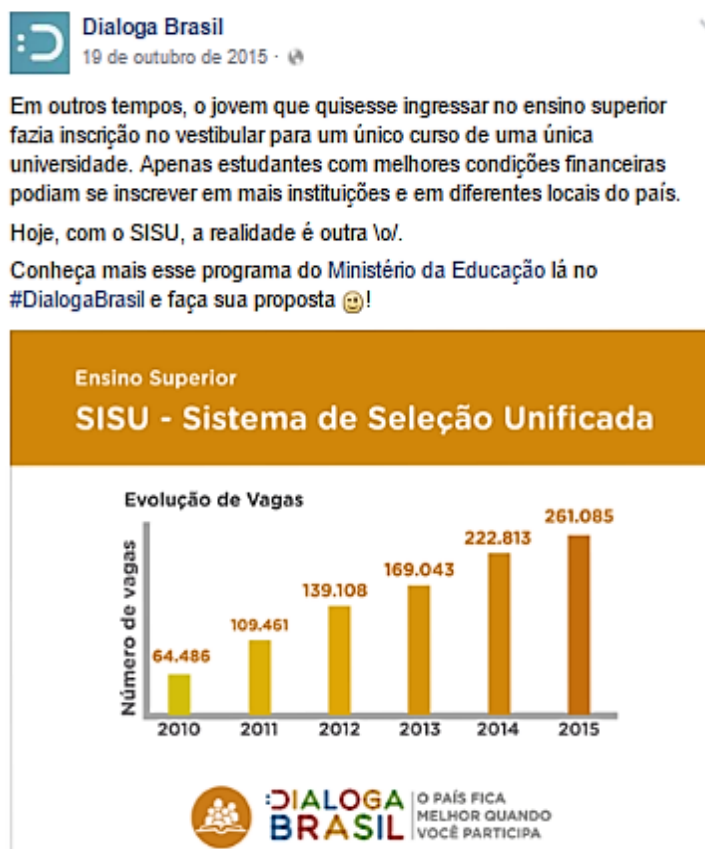 Dialoga Brasil
19 de outubro de 2015 ·
Em outros tempos, o jovem que quisesse ingressar no ensino superior
fazia inscrição no vestibular para um único curso de uma única
universidade. Apenas estudantes com melhores condições financeiras
podiam se inscrever em mais instituições e em diferentes locais do país.
Hoje, com o SISU, a realidade é outra \o/.
Conheça mais esse programa do Ministério da Educação lá no
#DialogaBrasil e faça sua proposta !
Ensino Superior
SISU - Sistema de Seleção Unificada
Evolução de Vagas
Número de vagas
64.486
109.461
139.108
169.043
222.813
261.085
2010 2011 2012 2013 2014 2015
:DIALOGA
BRASIL
O PAÍS FICA
MELHOR QUANDO
VOCÊ PARTICIPA